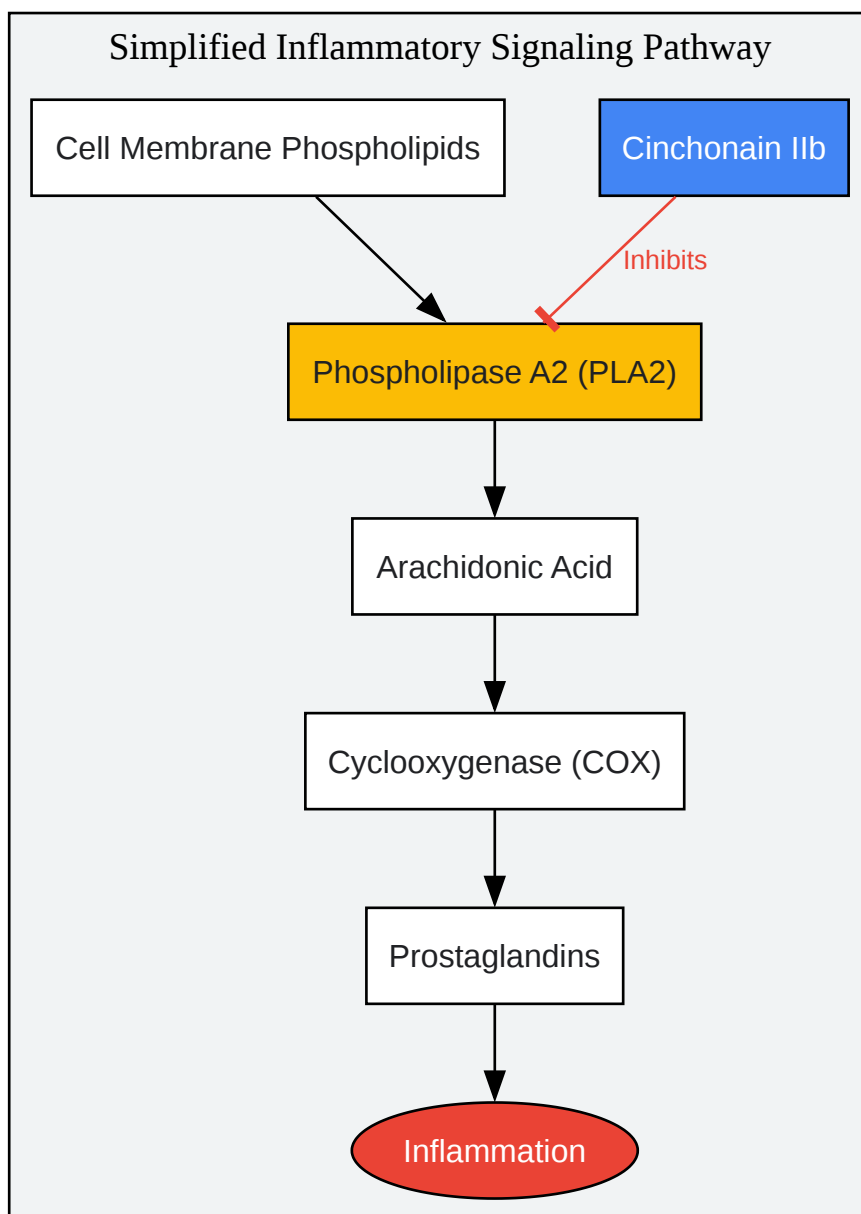 Simplified Inflammatory Signaling Pathway
Cell Membrane Phospholipids
Cinchonain IIb
Inhibits
Phospholipase A2 (PLA2)
Arachidonic Acid
Cyclooxygenase (COX)
Prostaglandins
Inflammation